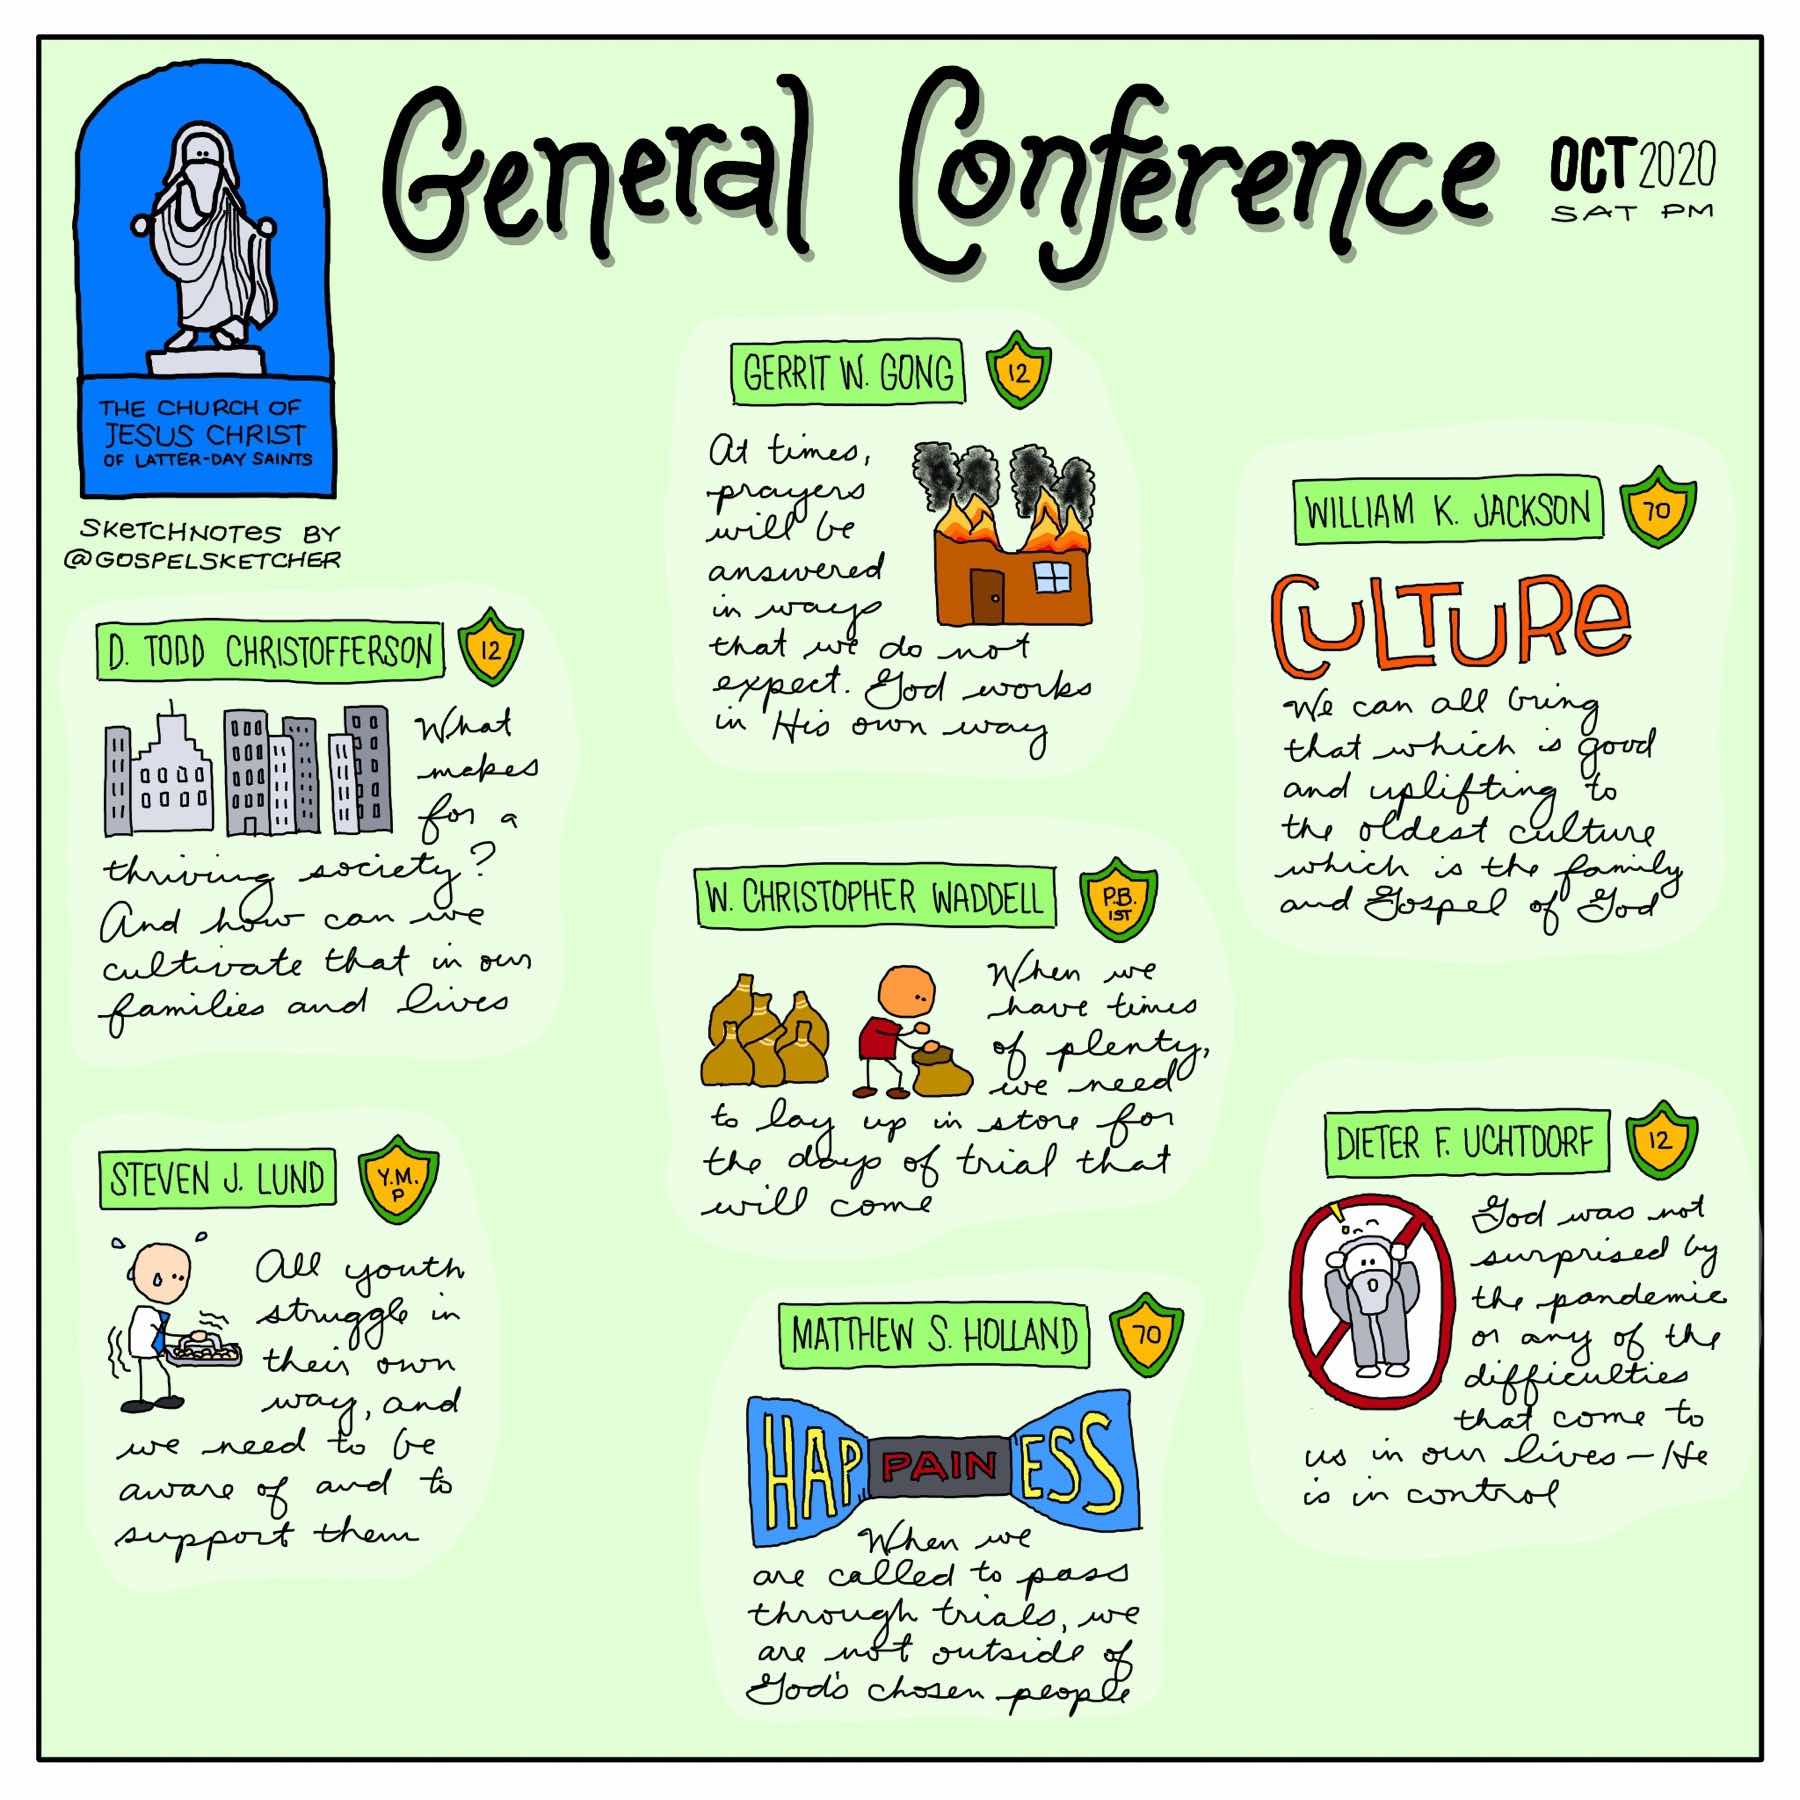 General Conference
OCT 2020
SAT PM
THE CHURCH OF
JESUS CHRIST
OF LATTER-DAY SAINTS
SKETCHNOTES BY
@GOSPELSKETCHER
D. TODD CHRISTOFFERSON
12
What
makes
for a
thriving society?
And how can we
cultivate that in our
families and lives
STEVEN J. LUND
Y.M.
P
All youth
struggle in
their own
way, and
we need to be
aware of and to
support them
GERRIT W. GONG
12
At times,
prayers
will be
answered
in ways
that we do not
expect. God works
in His own way
W. CHRISTOPHER WADDELL
P.B.
1ST
When we
have times
of plenty,
we need
to lay up in store for
the days of trial that
will come
MATTHEW S. HOLLAND
70
HAP PAIN ESS
When we
are called to pass
through trials, we
are not outside of
God's chosen people
WILLIAM K. JACKSON
70
CULTURE
We can all bring
that which is good
and uplifting to
the oldest culture
which is the family
and Gospel of God
DIETER F. UCHTDORF
12
!
God was not
surprised by
the pandemic
or any of the
difficulties
that come to
us in our lives – He
is in control